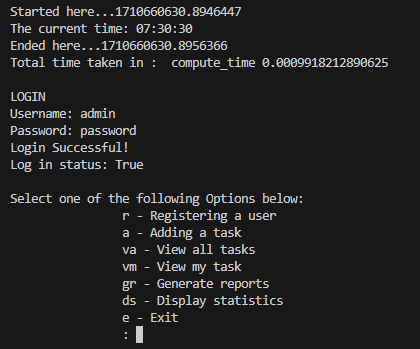 Started here...1710660630.8946447
The current time: 07:30:30
Ended here...1710660630.8956366
Total time taken in :  compute_time 0.0009918212890625
LOGIN
Username: admin
Password: password
Login Successful!
Log in status: True
Select one of the following Options below:
r - Registering a user
a - Adding a task
va - View all tasks
vm - View my task
gr - Generate reports
ds - Display statistics
e - Exit
: